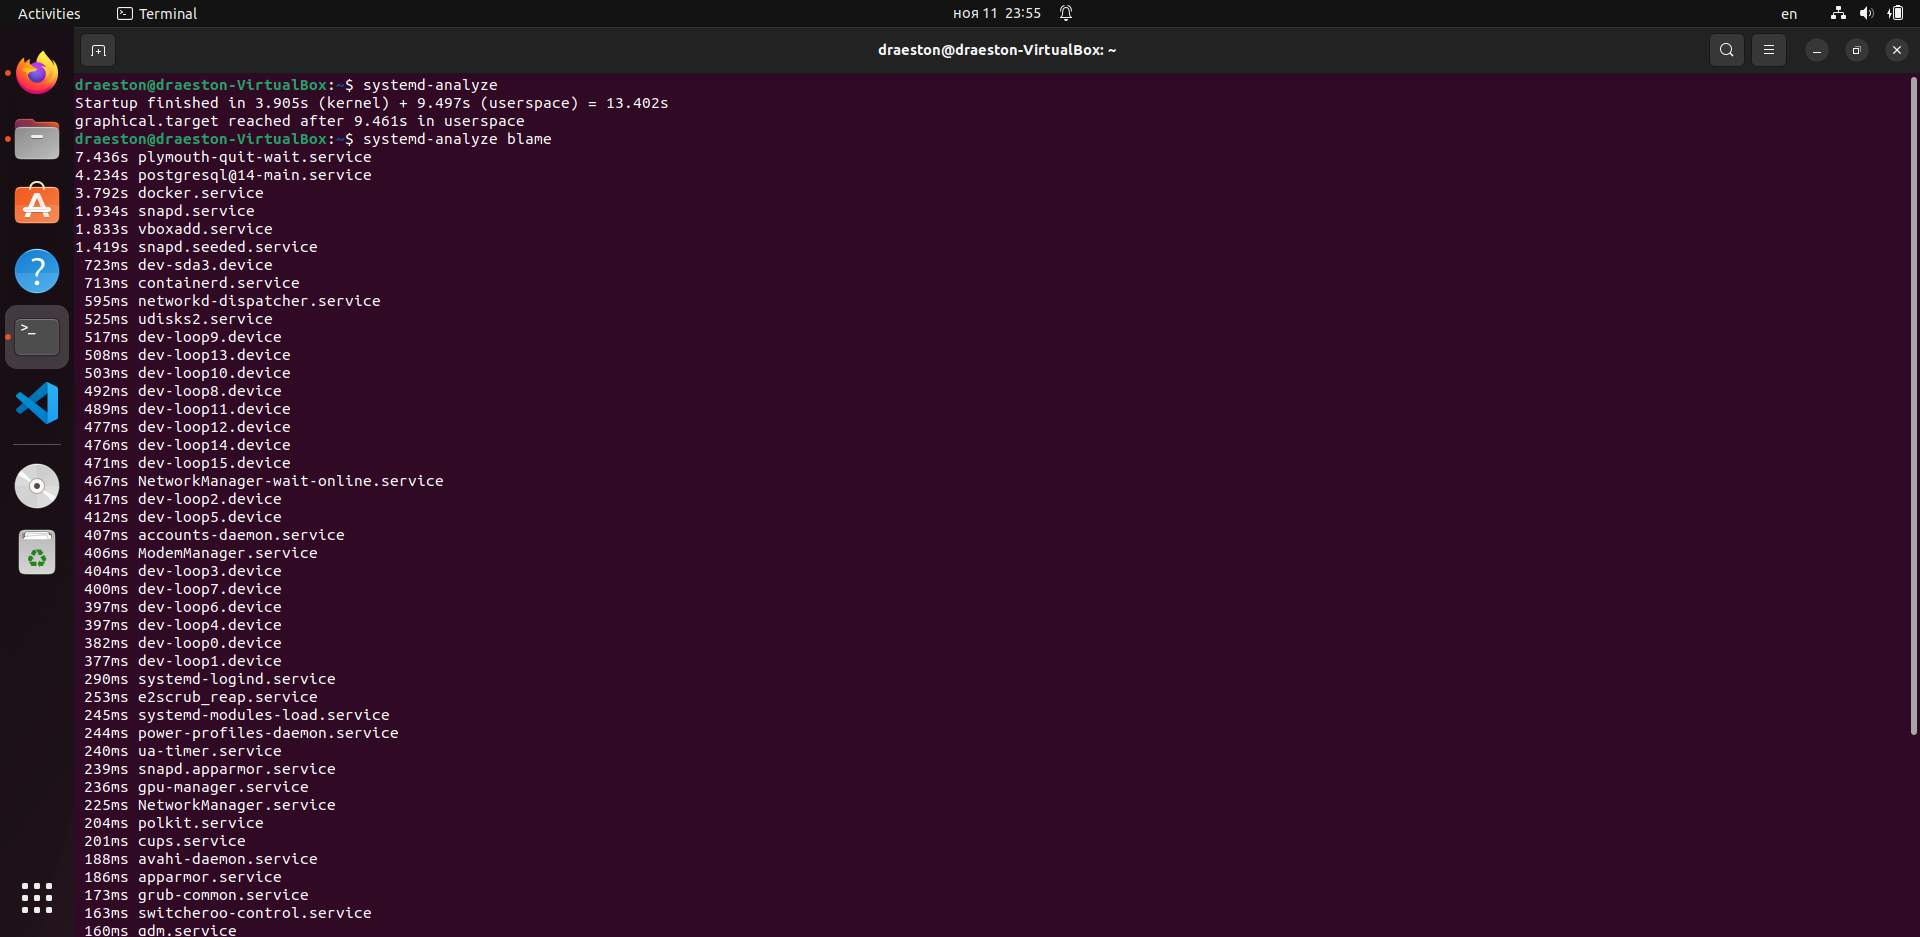 Activities Terminal ноя 11 23:55 en
draeston@draeston-VirtualBox: ~
draeston@draeston-VirtualBox:~$ systemd-analyze
Startup finished in 3.905s (kernel) + 9.497s (userspace) = 13.402s
graphical.target reached after 9.461s in userspace
draeston@draeston-VirtualBox:~$ systemd-analyze blame
7.436s plymouth-quit-wait.service
4.234s postgresql@14-main.service
3.792s docker.service
1.934s snapd.service
1.833s vboxadd.service
1.419s snapd.seeded.service
723ms dev-sda3.device
713ms containerd.service
595ms networkd-dispatcher.service
525ms udisks2.service
517ms dev-loop9.device
508ms dev-loop13.device
503ms dev-loop10.device
492ms dev-loop8.device
489ms dev-loop11.device
477ms dev-loop12.device
476ms dev-loop14.device
471ms dev-loop15.device
467ms NetworkManager-wait-online.service
417ms dev-loop2.device
412ms dev-loop5.device
407ms accounts-daemon.service
406ms ModemManager.service
404ms dev-loop3.device
400ms dev-loop7.device
397ms dev-loop6.device
397ms dev-loop4.device
382ms dev-loop0.device
377ms dev-loop1.device
290ms systemd-logind.service
253ms e2scrub_reap.service
245ms systemd-modules-load.service
244ms power-profiles-daemon.service
240ms ua-timer.service
239ms snapd.apparmor.service
236ms gpu-manager.service
225ms NetworkManager.service
204ms polkit.service
201ms cups.service
188ms avahi-daemon.service
186ms apparmor.service
173ms grub-common.service
163ms switcheroo-control.service
160ms gdm.service